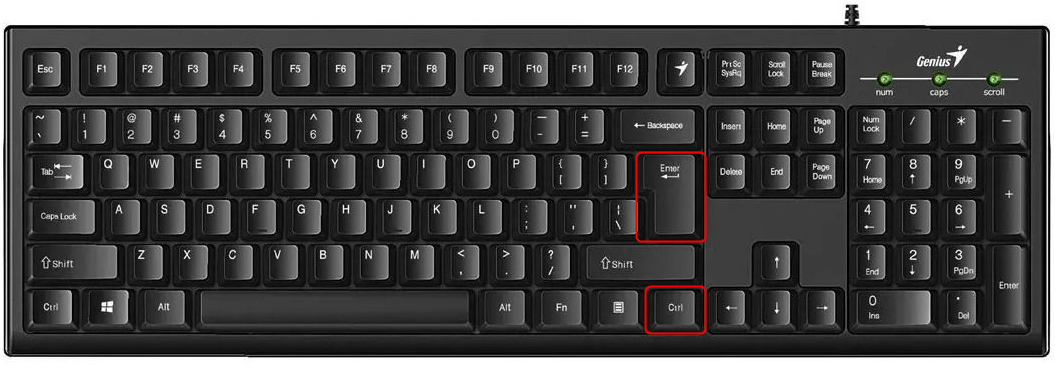 Genius
num caps scroll
Esc F1 F2 F3 F4 F5 F6 F7 F8 F9 F10 F11 F12 PrtSc SysRq Scroll Lock Pause Break
~ ` ! 1 @ 2 # 3 $ 4 % 5 ^ 6 & 7 * 8 ( 9 ) 0 - - + = ← Backspace Insert Home Page Up Num Lock / * -
Tab Q W E R T Y U I O P { [ } ] Enter Delete End Page Down 7 Home 8 ↑ 9 PgUp +
Caps Lock A S D F G H J K L : ; " ' ¦ \ 4 ← 5 6 →
⇧ Shift Z X C V B N M < , > . ? / ⇧ Shift ↑ 1 End 2 ↓ 3 PgDn Enter
Ctrl Alt Alt Fn Ctrl ← ↓ → 0 Ins . Del